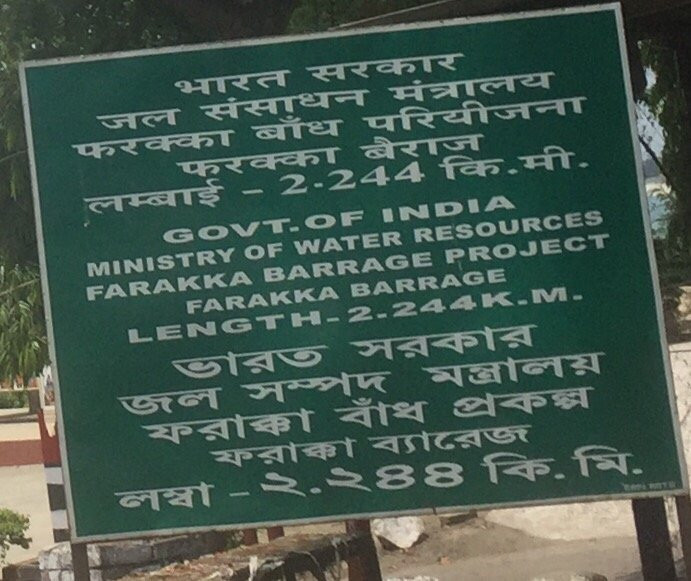 भारत सरकार
जल संसाधन मंत्रालय
फरक्का बाँध परियोजना
फरक्का बैराज
लम्बाई - 2.244 कि.मी.
GOVT.OF INDIA
MINISTRY OF WATER RESOURCES
FARAKKA BARRAGE PROJECT
FARAKKA BARRAGE
LENGTH-2.244K.M.
ভারত সরকার
জল সম্পদ মন্ত্রালয়
ফরাক্কা বাঁধ প্রকল্প
ফরাক্কা ব্যারেজ
লম্বা - ২.২৪৪ কি.মি.